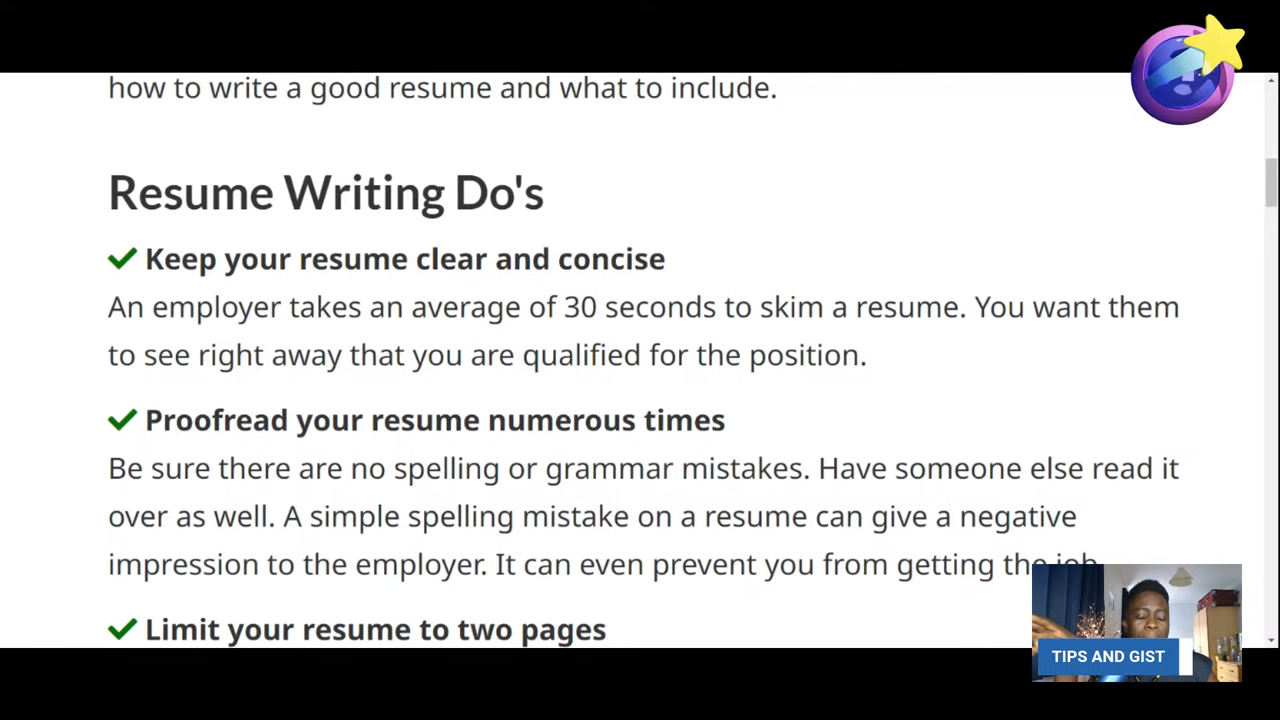 how to write a good resume and what to include.
Resume Writing Do's
Keep your resume clear and concise
An employer takes an average of 30 seconds to skim a resume. You want them
to see right away that you are qualified for the position.
Proofread your resume numerous times
Be sure there are no spelling or grammar mistakes. Have someone else read it
over as well. A simple spelling mistake on a resume can give a negative
impression to the employer. It can even prevent you from getting the job.
Limit your resume to two pages
TIPS AND GIST